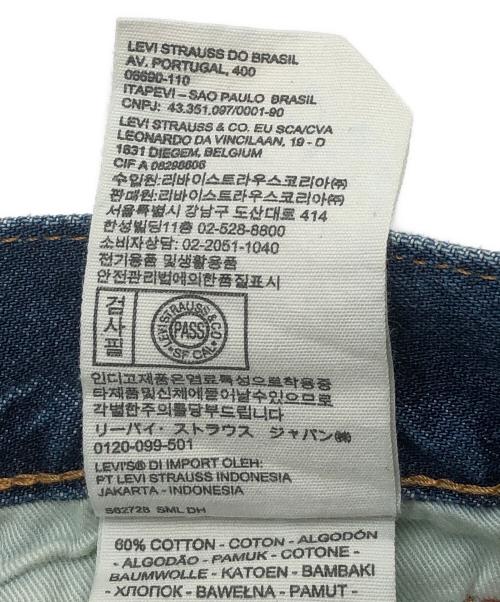 LEVI STRAUSS DO BRASIL
AV. PORTUGAL, 400
06690-110
ITAPEVI – SAO PAULO BRASIL
CNPJ: 43.351.097/0001-90
LEVI STRAUSS & CO. EU SCA/CVA
LEONARDO DA VINCILAAN, 19 - D
1831 DIEGEM, BELGIUM
CIF A 08298606
수입원:리바이스트라우스코리아㈜
판매원:리바이스트라우스코리아㈜
서울특별시 강남구 도산대로 414
한성빌딩11층 02-528-8800
소비자상담: 02-2051-1040
전기용품 및생활용품
안전관리법에의한품질표시
검사필
LEVI STRAUSS & CO
PASS
SF. CAL
인디고제품은염료특성으로착용중
타제품및신체에묻어날수있으므로
각별한주의를당부드립니다
リーバイ・ストラウス ジャパン㈱
0120-099-501
LEVI'S® DI IMPORT OLEH:
PT LEVI STRAUSS INDONESIA
JAKARTA - INDONESIA
S62728 SML DH
60% COTTON - COTON - ALGODÓN
- ALGODÃO - PAMUK - COTONE -
BAUMWOLLE - KATOEN - BAMBAKI
- ХЛОПОК - BAWEŁNA - PAMUT -